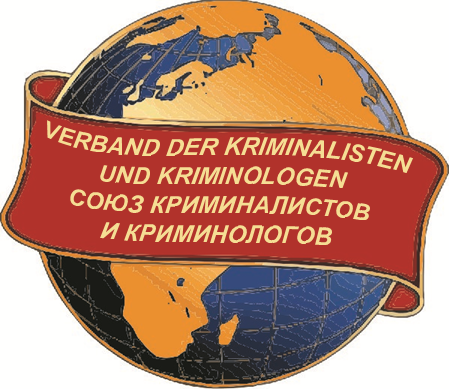 VERBAND DER KRIMINALISTEN
UND KRIMINOLOGEN
СОЮЗ КРИМИНАЛИСТОВ
И КРИМИНОЛОГОВ